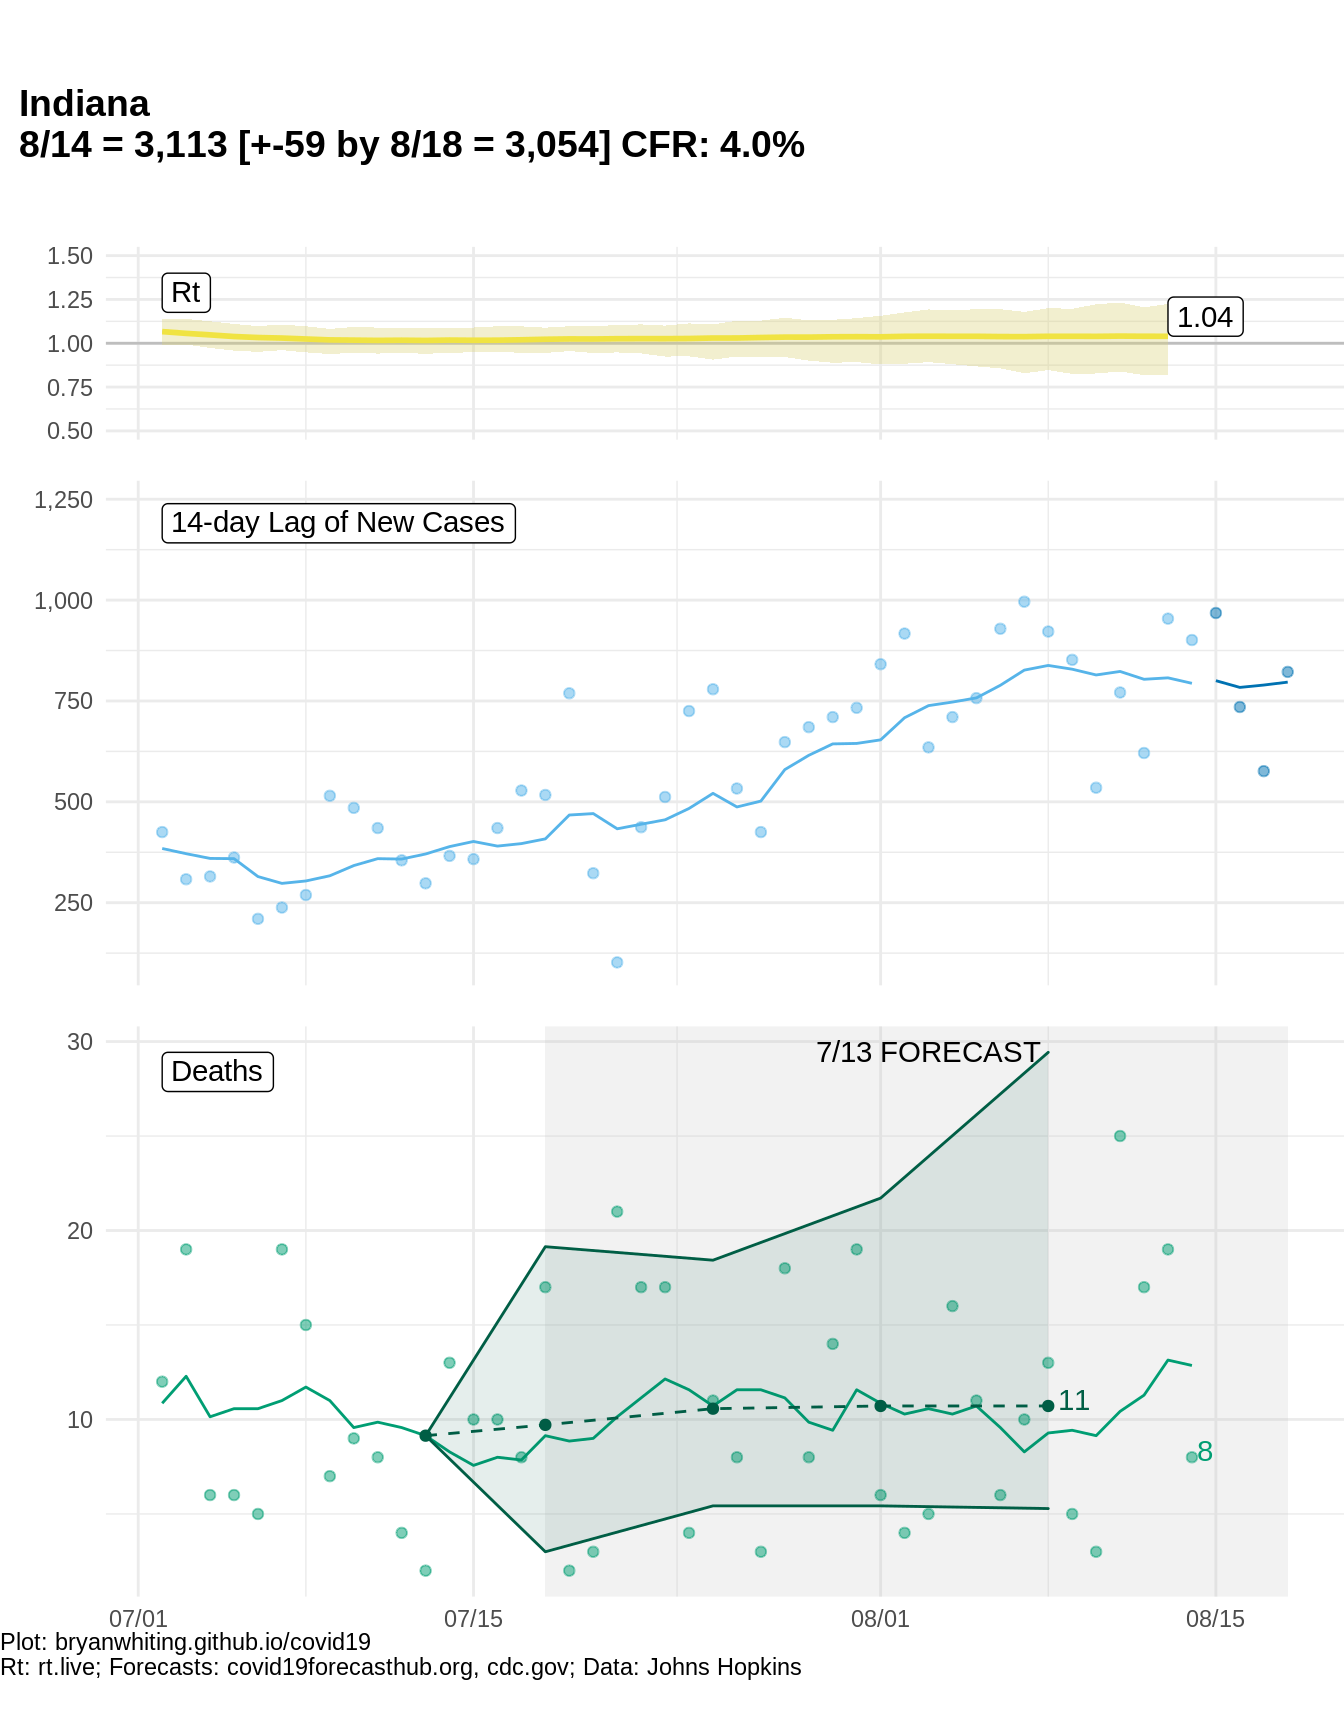 Indiana
8/14 = 3,113 [+-59 by 8/18 = 3,054] CFR: 4.0%
1.50
1.25
1.00
0.75
0.50
Rt
1.04
1,250
1,000
750
500
250
14-day Lag of New Cases
30
20
10
Deaths
7/13 FORECAST
11
8
07/01
07/15
08/01
08/15
Plot: bryanwhiting.github.io/covid19
Rt: rt.live; Forecasts: covid19forecasthub.org, cdc.gov; Data: Johns Hopkins